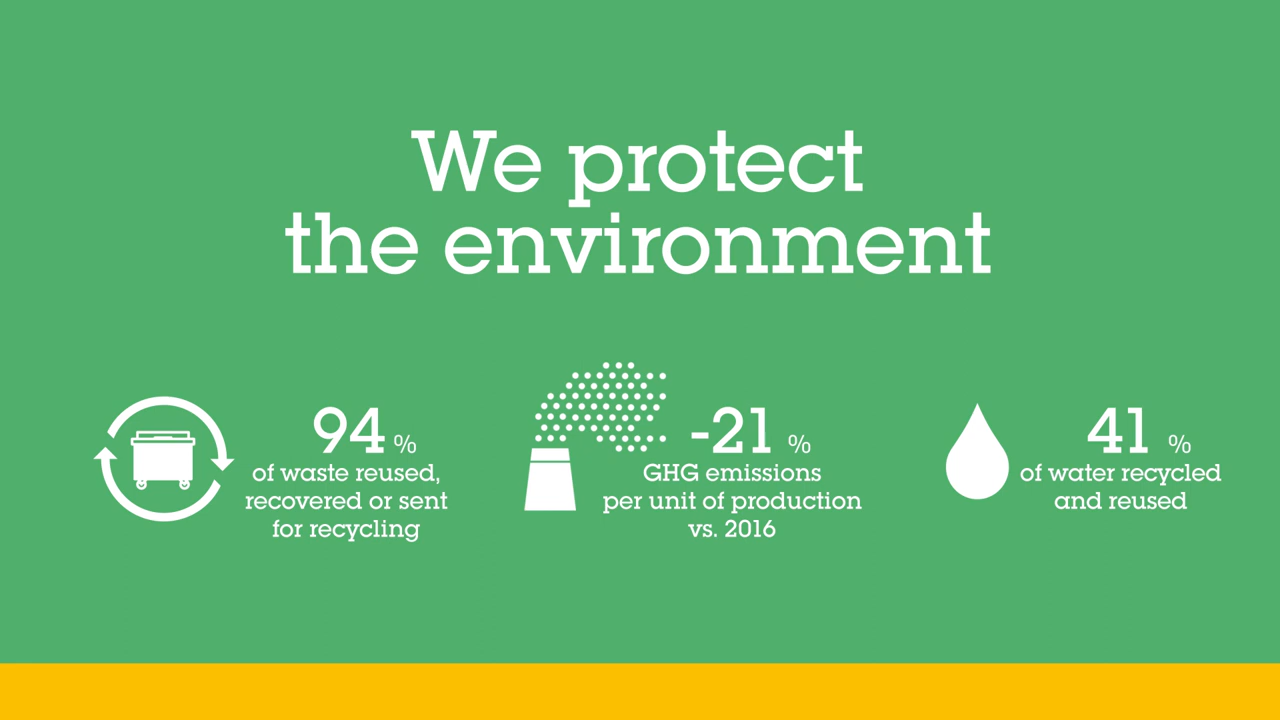 We protect
the environment
94 %
of waste reused,
recovered or sent
for recycling
-21 %
GHG emissions
per unit of production
vs. 2016
41 %
of water recycled
and reused